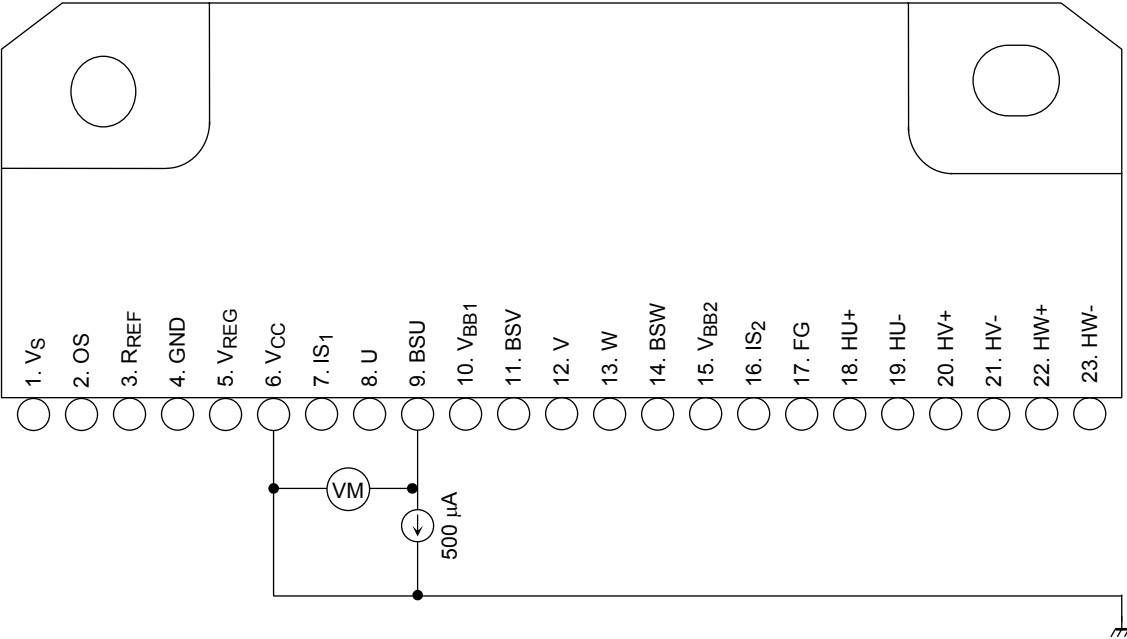 1. VS
2. OS
3. RREF
4. GND
5. VREG
6. VCC
7. IS1
8. U
9. BSU
10. VBB1
11. BSV
12. V
13. W
14. BSW
15. VBB2
16. IS2
17. FG
18. HU+
19. HU-
20. HV+
21. HV-
22. HW+
23. HW-
VM
500 μA